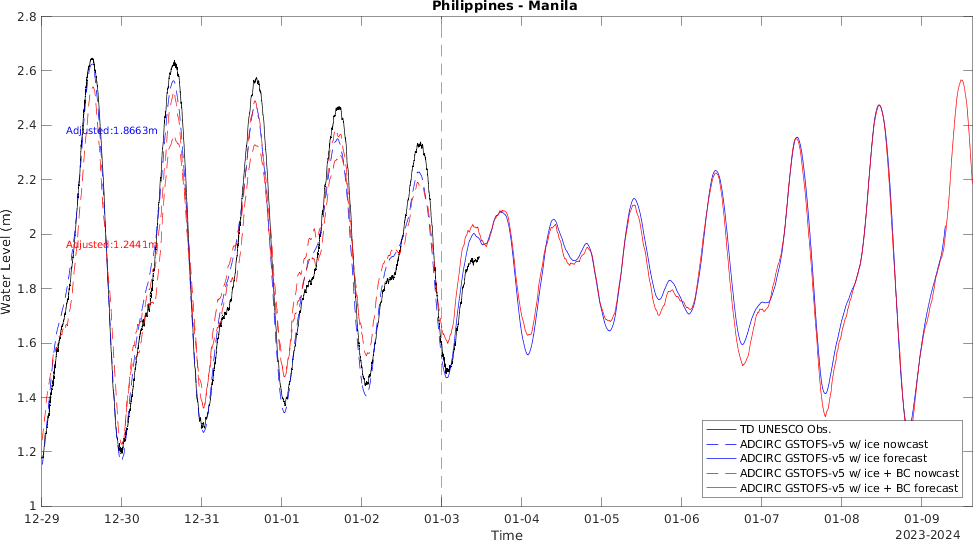 Philippines - Manila
2.8
2.6
2.4
2.2
2
1.8
1.6
1.4
1.2
1
Water Level (m)
Adjusted:1.8663m
Adjusted:1.2441m
TD UNESCO Obs.
ADCIRC GSTOFS-v5 w/ ice nowcast
ADCIRC GSTOFS-v5 w/ ice forecast
ADCIRC GSTOFS-v5 w/ ice + BC nowcast
ADCIRC GSTOFS-v5 w/ ice + BC forecast
12-29 12-30 12-31 01-01 01-02 01-03 01-04 01-05 01-06 01-07 01-08 01-09
Time
2023-2024